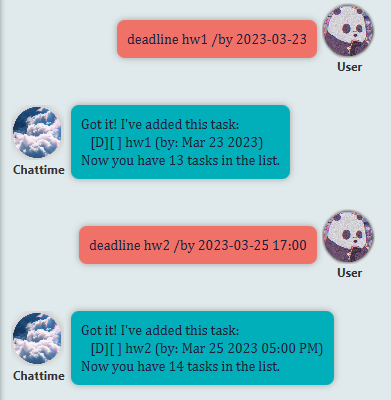 deadline hw1 /by 2023-03-23
User
Got it! I've added this task:
[D][ ] hw1 (by: Mar 23 2023)
Now you have 13 tasks in the list.
Chattime
deadline hw2 /by 2023-03-25 17:00
User
Got it! I've added this task:
[D][ ] hw2 (by: Mar 25 2023 05:00 PM)
Now you have 14 tasks in the list.
Chattime